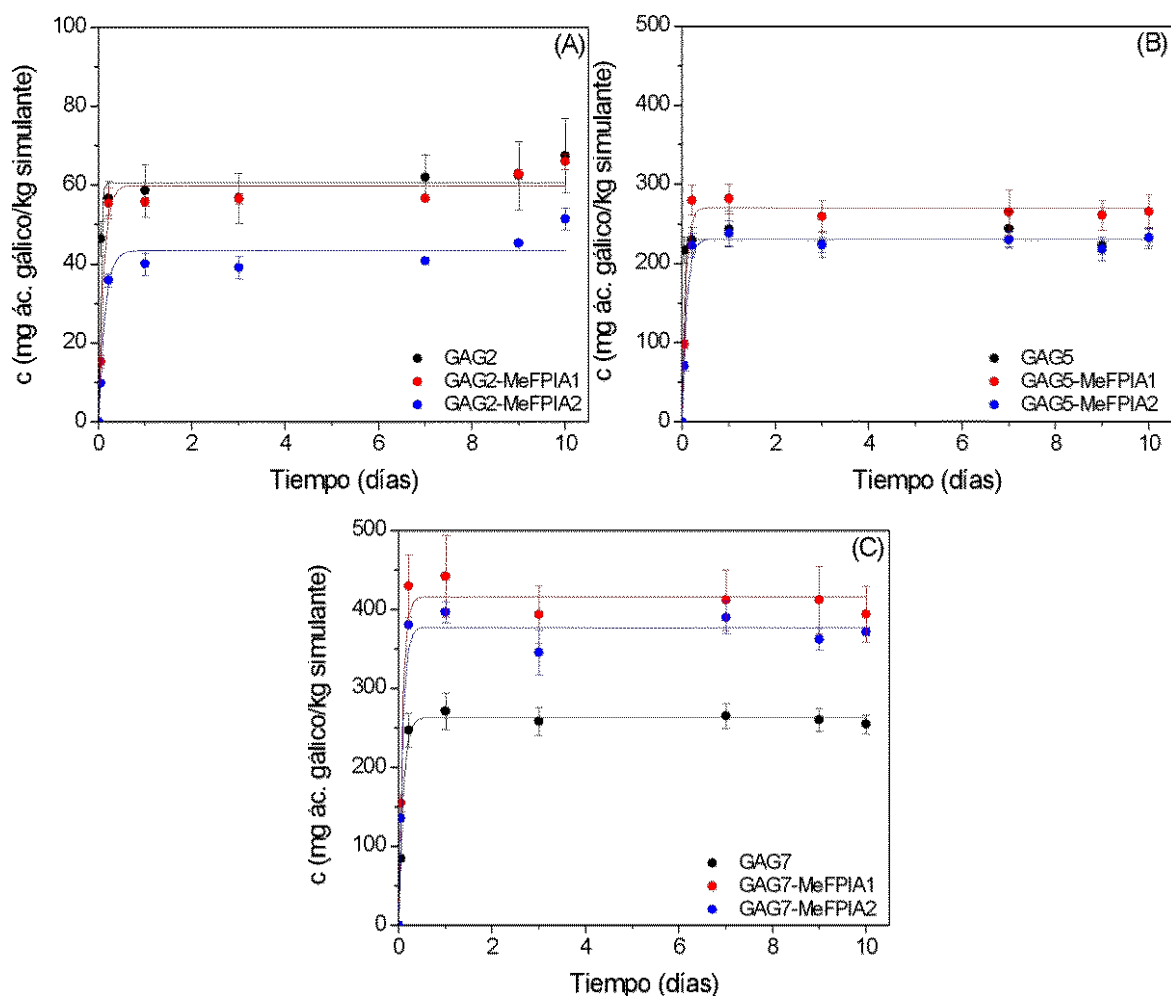 (A)
c (mg ác. gálico/kg simulante)
100
80
60
40
20
0
0 2 4 6 8 10
Tiempo (días)
GAG2
GAG2-MeFPIA1
GAG2-MeFPIA2
(B)
c (mg ác. gálico/kg simulante)
500
400
300
200
100
0
0 2 4 6 8 10
Tiempo (días)
GAG5
GAG5-MeFPIA1
GAG5-MeFPIA2
(C)
c (mg ác. gálico/kg simulante)
500
400
300
200
100
0
0 2 4 6 8 10
Tiempo (días)
GAG7
GAG7-MeFPIA1
GAG7-MeFPIA2